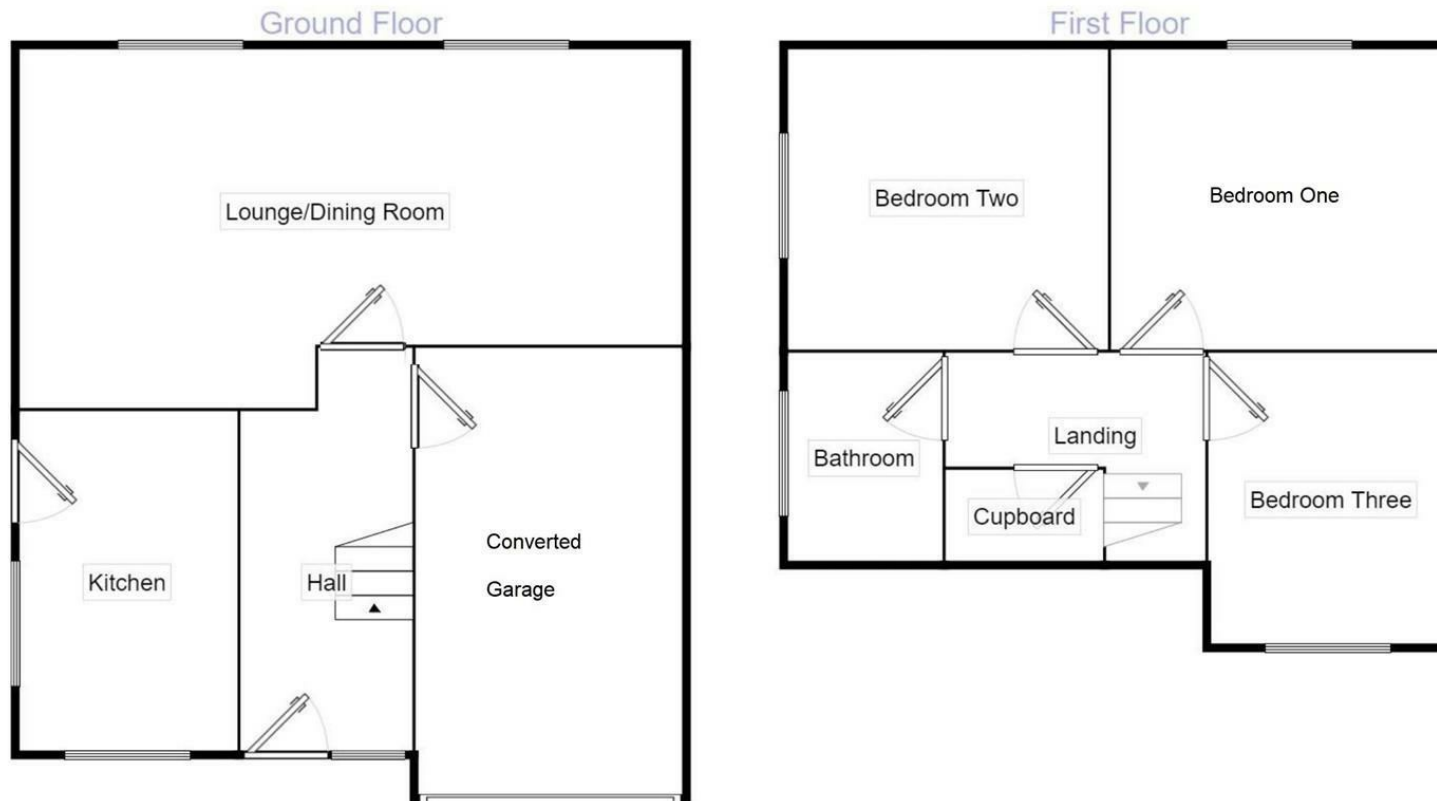 Ground Floor
Lounge/Dining Room
Kitchen
Hall
Converted
Garage
First Floor
Bedroom Two
Bedroom One
Bathroom
Landing
Cupboard
Bedroom Three